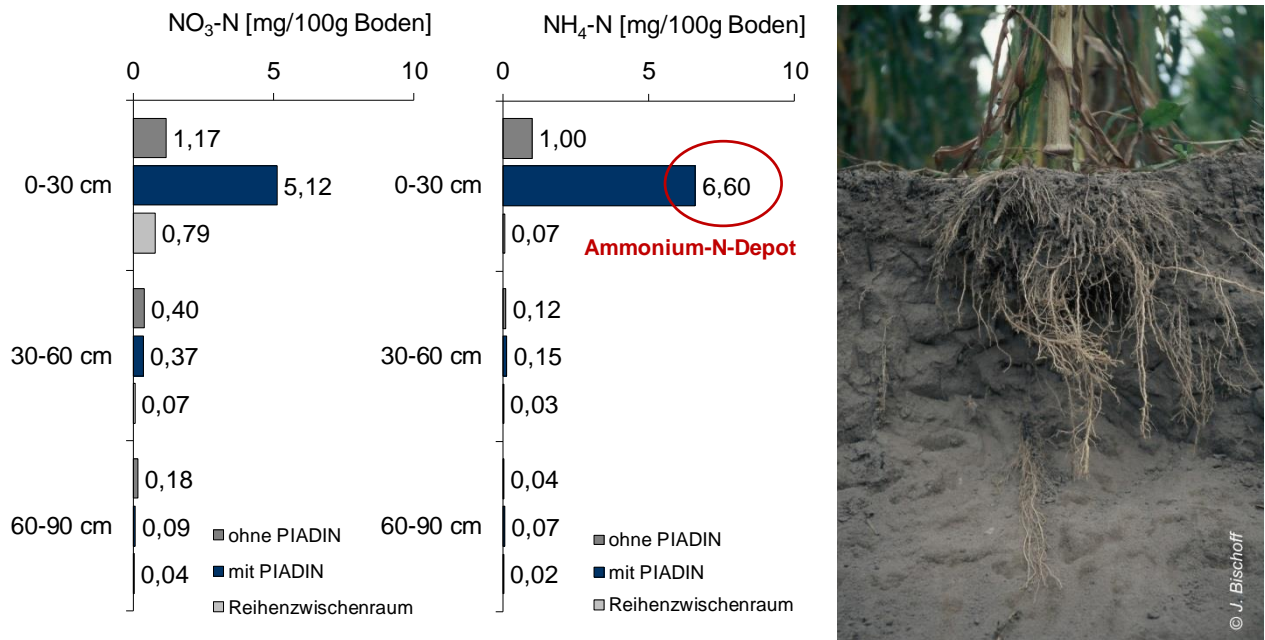 NO₃-N [mg/100g Boden]
0 5 10
0-30 cm
1,17
5,12
0,79
30-60 cm
0,40
0,37
0,07
60-90 cm
0,18
0,09
0,04
ohne PIADIN
mit PIADIN
Reihenzwischenraum
NH₄-N [mg/100g Boden]
0 5 10
0-30 cm
1,00
6,60
0,07
Ammonium-N-Depot
30-60 cm
0,12
0,15
0,03
60-90 cm
0,04
0,07
0,02
ohne PIADIN
mit PIADIN
Reihenzwischenraum
© J. Bischoff